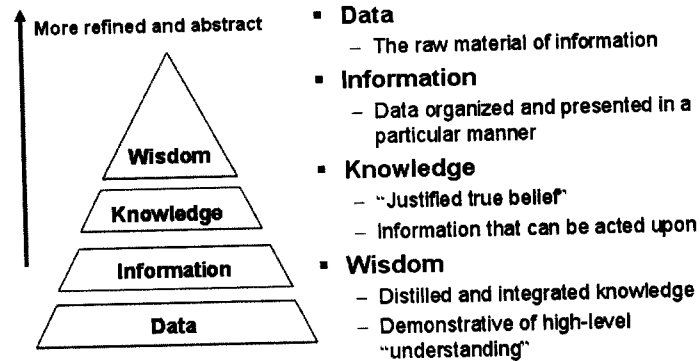 More refined and abstract
Wisdom
Knowledge
Information
Data
▪ Data
– The raw material of information
▪ Information
– Data organized and presented in a
particular manner
▪ Knowledge
– "Justified true belief"
– Information that can be acted upon
▪ Wisdom
– Distilled and integrated knowledge
– Demonstrative of high-level
"understanding"